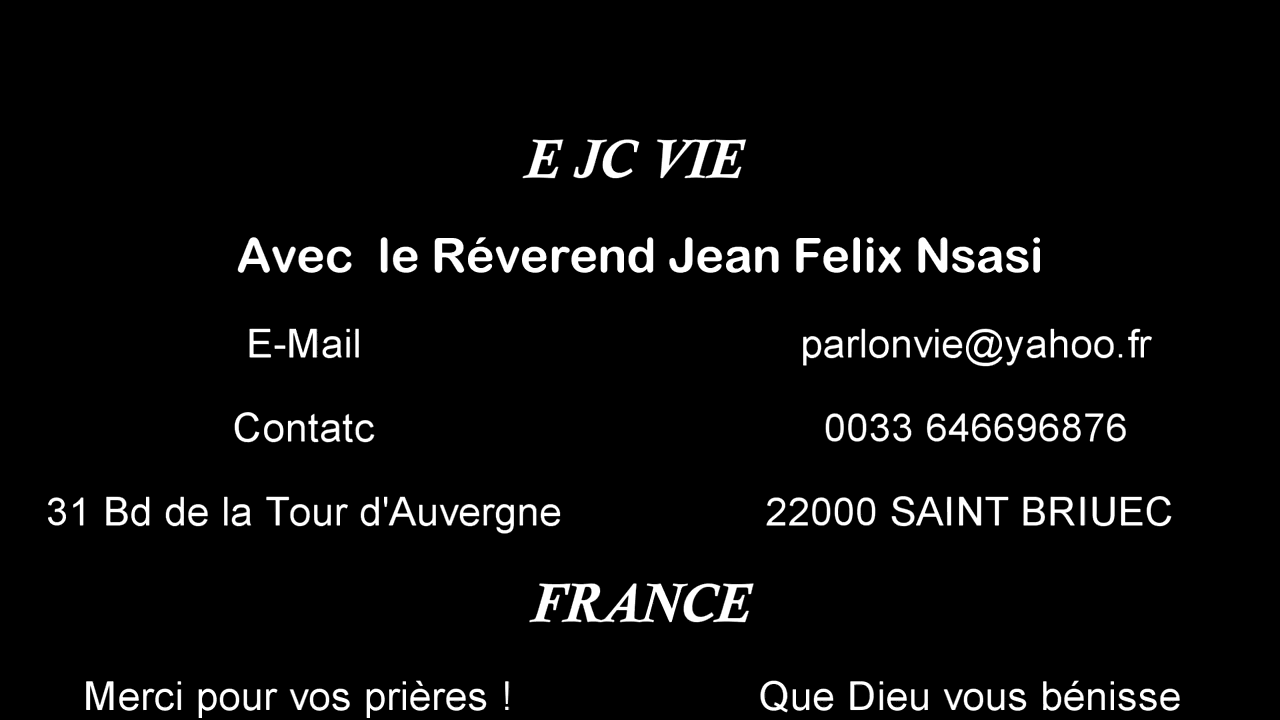 E JC VIE
Avec le Réverend Jean Felix Nsasi
E-Mail parlonvie@yahoo.fr
Contatc 0033 646696876
31 Bd de la Tour d'Auvergne 22000 SAINT BRIUEC
FRANCE
Merci pour vos prières ! Que Dieu vous bénisse